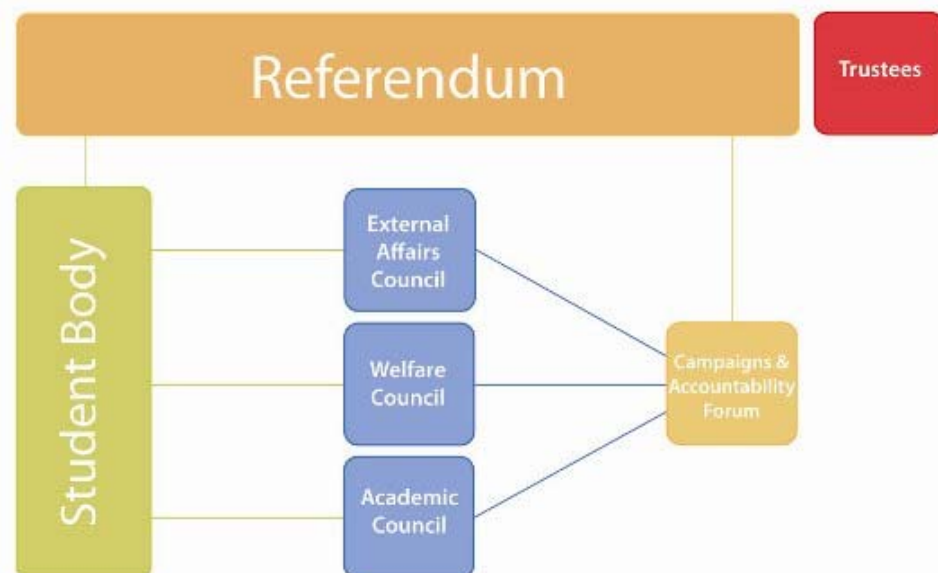 Referendum
Trustees
Student Body
External
Affairs
Council
Welfare
Council
Academic
Council
Campaigns &
Accountability
Forum